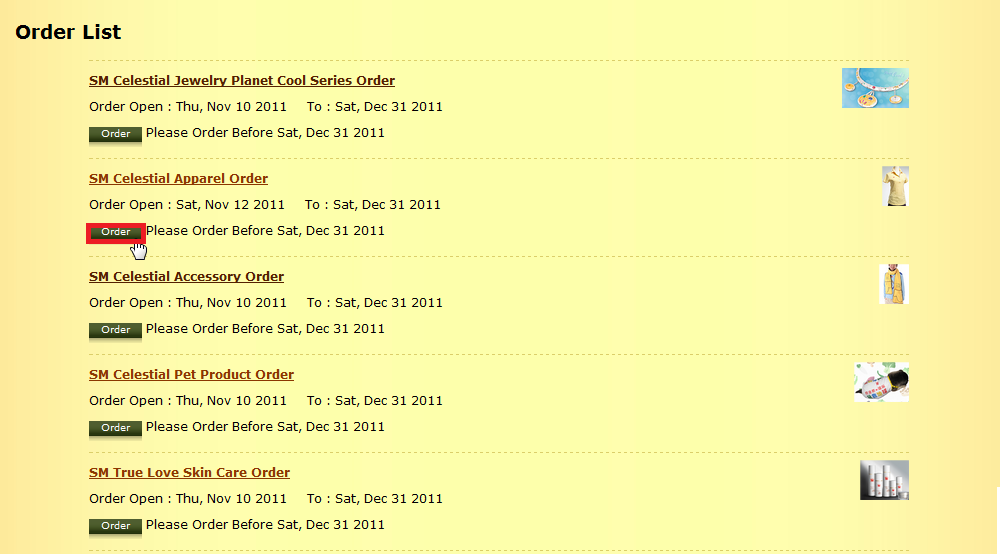 Order List
SM Celestial Jewelry Planet Cool Series Order
Order Open : Thu, Nov 10 2011 To : Sat, Dec 31 2011
Order Please Order Before Sat, Dec 31 2011
SM Celestial Apparel Order
Order Open : Sat, Nov 12 2011 To : Sat, Dec 31 2011
Order Please Order Before Sat, Dec 31 2011
SM Celestial Accessory Order
Order Open : Thu, Nov 10 2011 To : Sat, Dec 31 2011
Order Please Order Before Sat, Dec 31 2011
SM Celestial Pet Product Order
Order Open : Thu, Nov 10 2011 To : Sat, Dec 31 2011
Order Please Order Before Sat, Dec 31 2011
SM True Love Skin Care Order
Order Open : Thu, Nov 10 2011 To : Sat, Dec 31 2011
Order Please Order Before Sat, Dec 31 2011